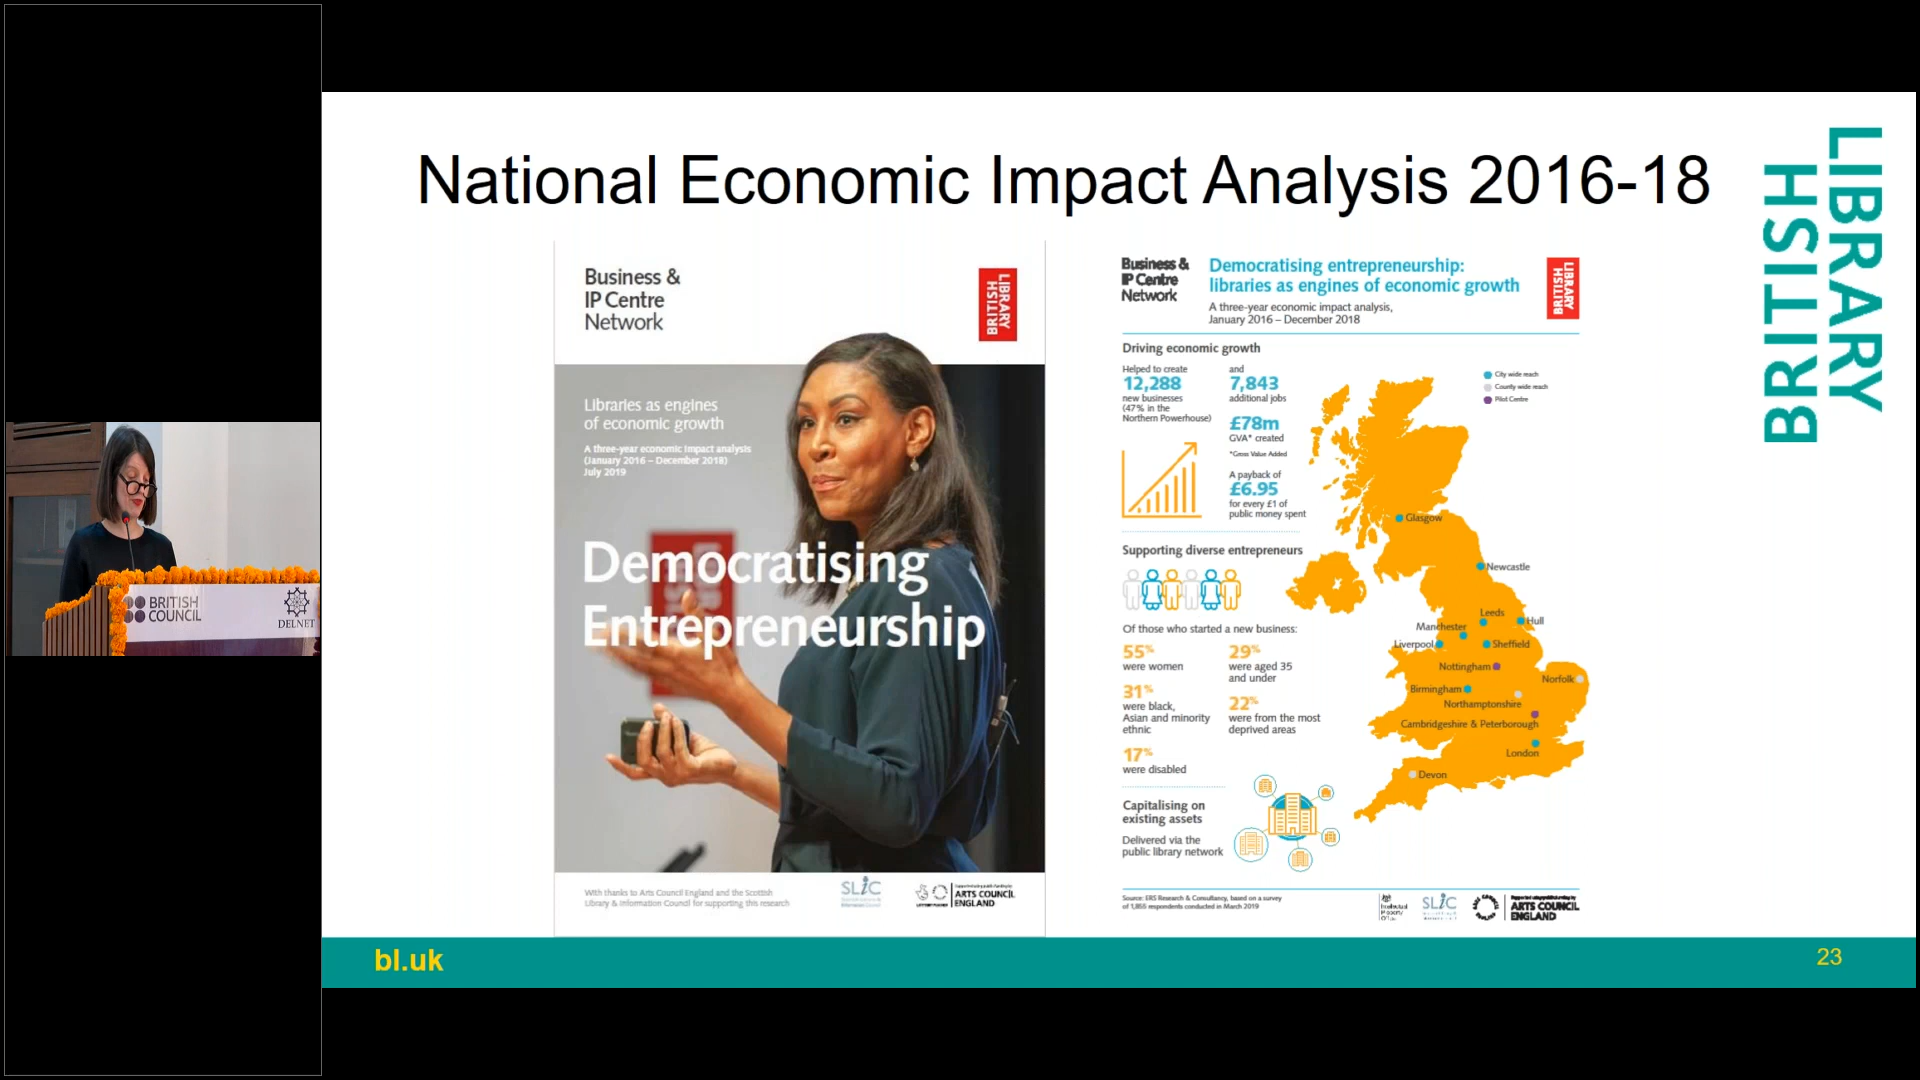 National Economic Impact Analysis 2016-18
BRITISH
LIBRARY
Business &
IP Centre
Network
BRITISH
LIBRARY
Libraries as engines
of economic growth
A three-year economic impact analysis
(January 2016 – December 2018)
July 2019
Democratising
Entrepreneurship
With thanks to Arts Council England and the Scottish
Library & Information Council for supporting this research
SLiC
ARTS COUNCIL
ENGLAND
Business &
IP Centre
Network
Democratising entrepreneurship:
libraries as engines of economic growth
A three-year economic impact analysis,
January 2016 – December 2018
BRITISH
LIBRARY
Driving economic growth
Helped to create
12,288
new businesses
(47% in the
Northern Powerhouse)
and
7,843
additional jobs
£78m
GVA* created
*Gross Value Added
A payback of
£6.95
for every £1 of
public money spent
City wide reach
County wide reach
Pilot Centre
Glasgow
Newcastle
Leeds
Hull
Manchester
Liverpool
Sheffield
Nottingham
Norfolk
Birmingham
Northamptonshire
Cambridgeshire & Peterborough
London
Devon
Supporting diverse entrepreneurs
Of those who started a new business:
55%
were women
29%
were aged 35
and under
31%
were black,
Asian and minority
ethnic
22%
were from the most
deprived areas
17%
were disabled
Capitalising on
existing assets
Delivered via the
public library network
Source: ERS Research & Consultancy, based on a survey
of 1,855 respondents conducted in March 2019
SLiC
ARTS COUNCIL
ENGLAND
bl.uk
23
BRITISH
COUNCIL
DELNET